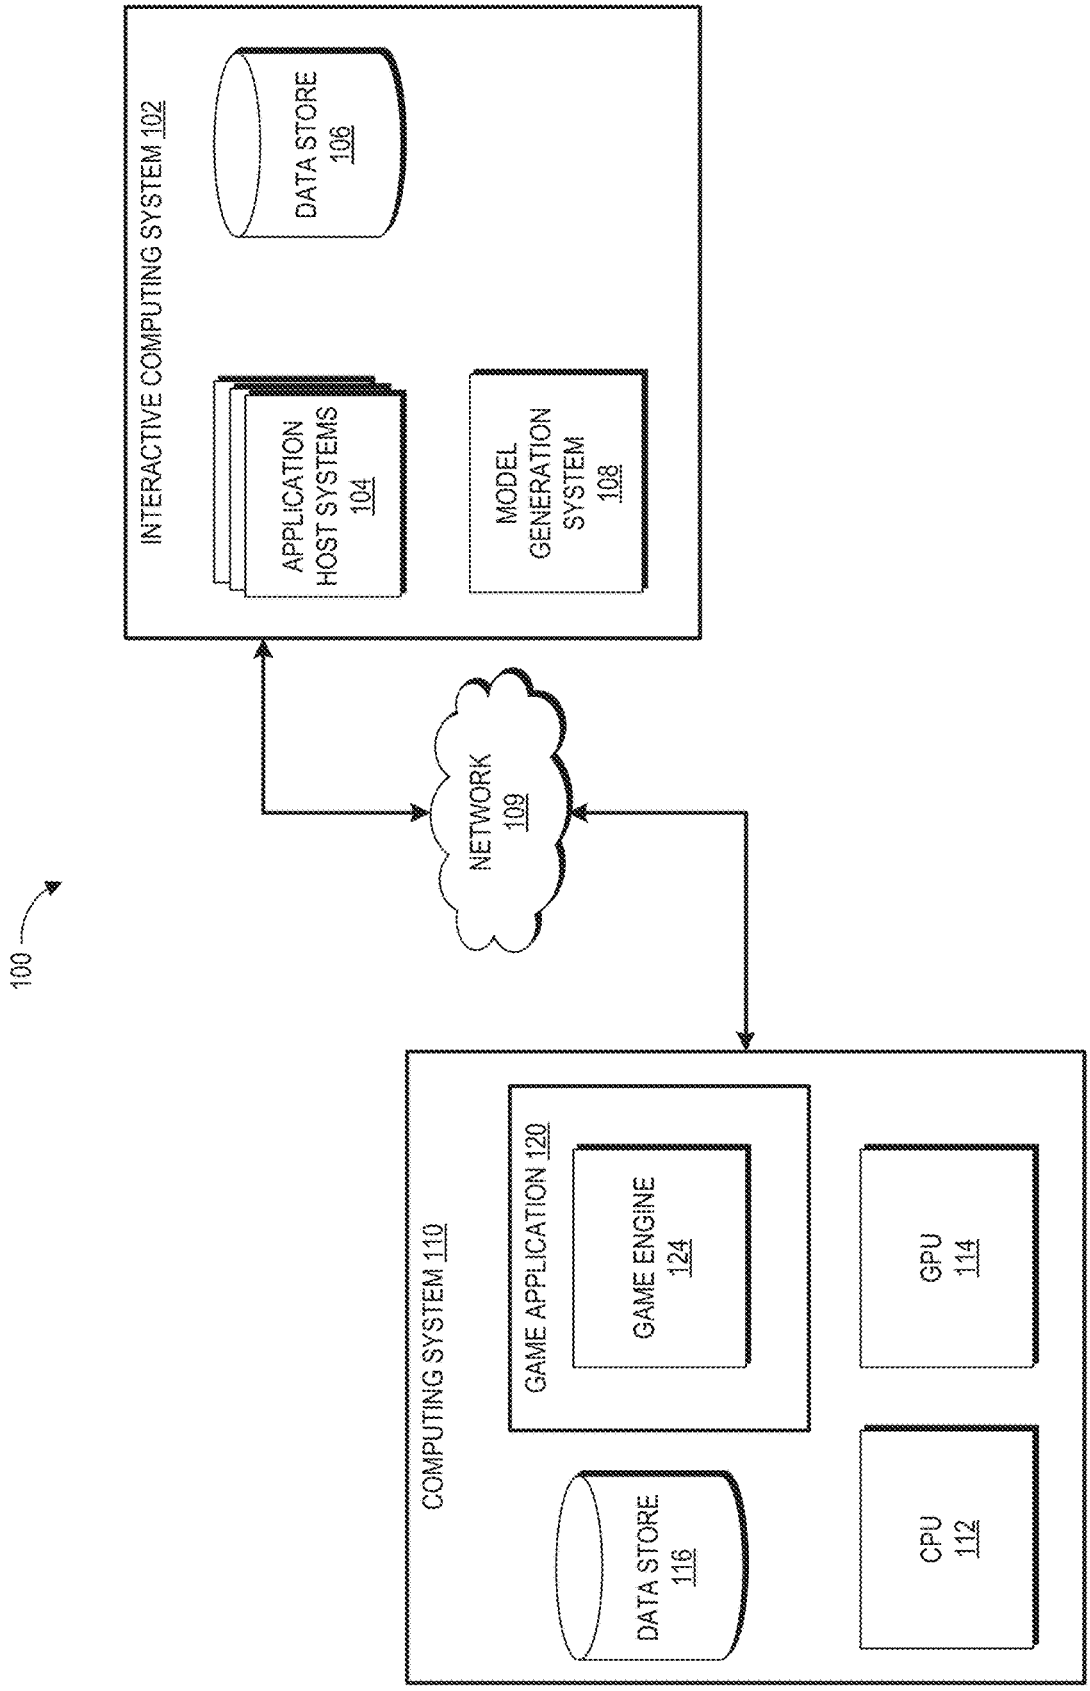 100
COMPUTING SYSTEM 110
DATA STORE
116
GAME APPLICATION 120
GAME ENGINE
124
CPU
112
GPU
114
NETWORK
109
INTERACTIVE COMPUTING SYSTEM 102
APPLICATION
HOST SYSTEMS
104
DATA STORE
106
MODEL
GENERATION
SYSTEM
108